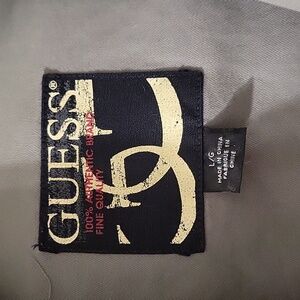 GUESS®
100% AUTHENTIC BRAND
FINE QUALITY
L/G
MADE IN CHINA
FABRIQUÉ EN
CHINE